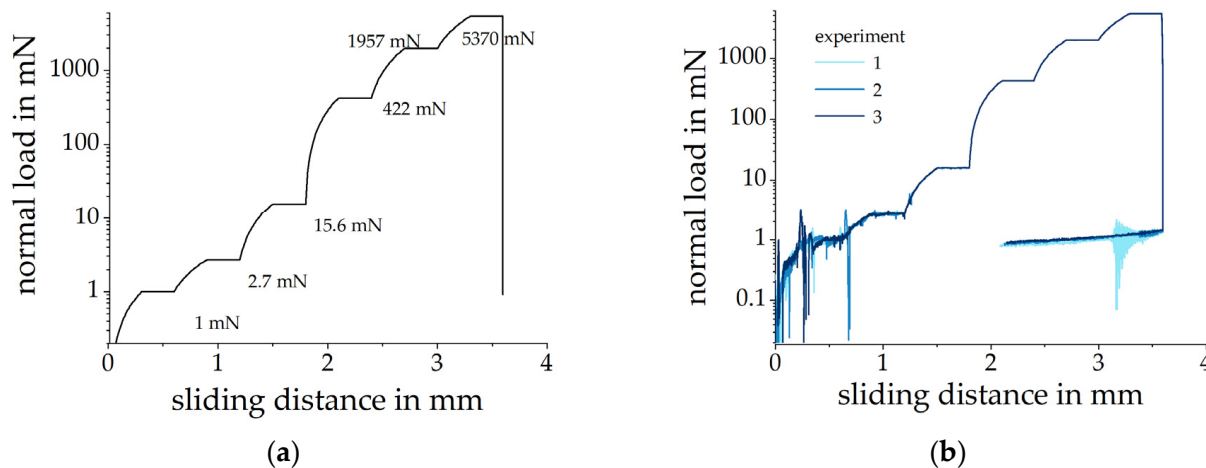 1957 mN
5370 mN
1000
422 mN
100
15.6 mN
10
2.7 mN
1
1 mN
normal load in mN
0
1
2
3
4
sliding distance in mm
(a)
experiment
1
2
3
1000
100
10
1
0.1
normal load in mN
0
1
2
3
4
sliding distance in mm
(b)